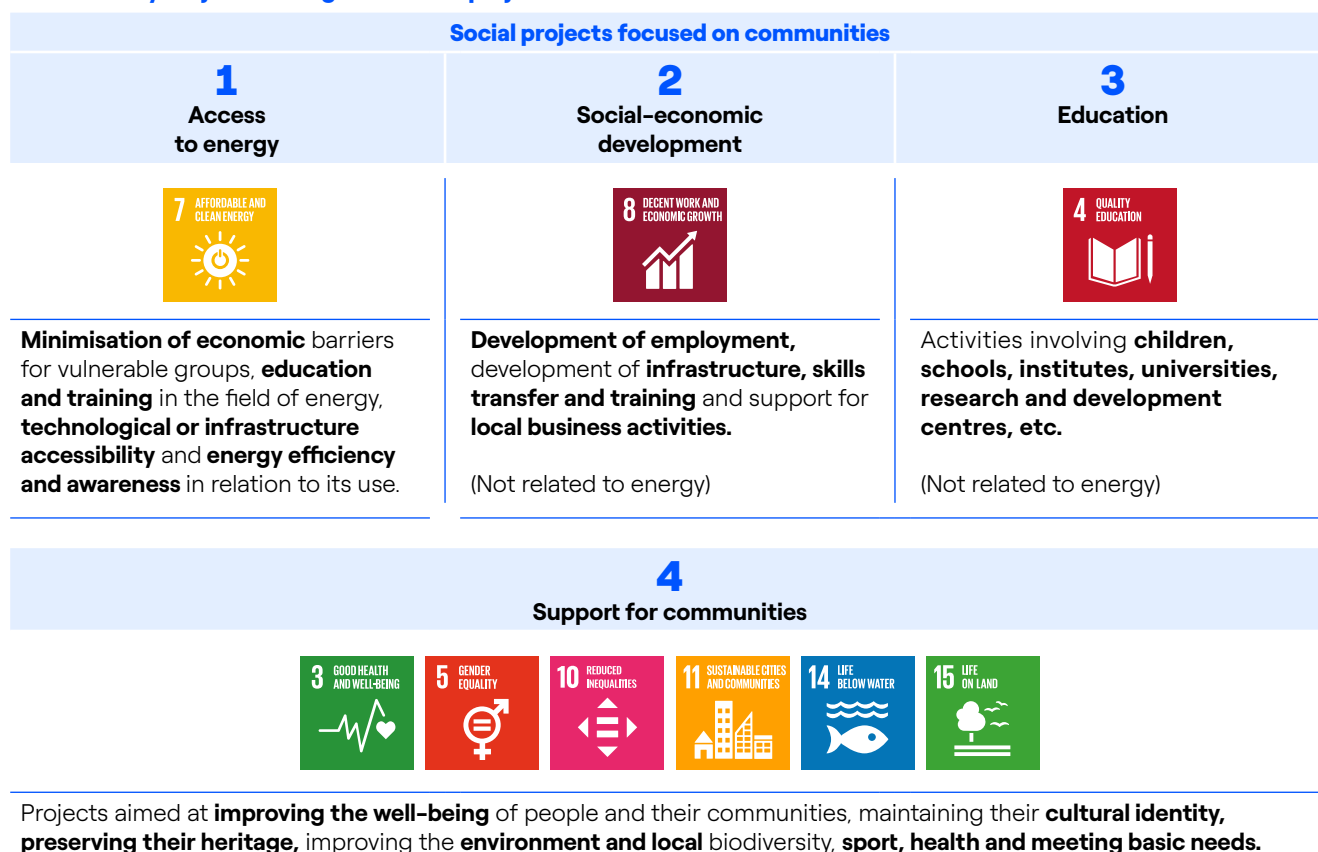 Social projects focused on communities
1
Access
to energy
2
Social-economic
development
3
Education
7 AFFORDABLE AND
CLEAN ENERGY
8 DECENT WORK AND
ECONOMIC GROWTH
4 QUALITY
EDUCATION
Minimisation of economic barriers
for vulnerable groups, education
and training in the field of energy,
technological or infrastructure
accessibility and energy efficiency
and awareness in relation to its use.
Development of employment,
development of infrastructure, skills
transfer and training and support for
local business activities.
(Not related to energy)
Activities involving children,
schools, institutes, universities,
research and development
centres, etc.
(Not related to energy)
4
Support for communities
3 GOOD HEALTH
AND WELL-BEING
5 GENDER
EQUALITY
10 REDUCED
INEQUALITIES
11 SUSTAINABLE CITIES
AND COMMUNITIES
14 LIFE
BELOW WATER
15 LIFE
ON LAND
Projects aimed at improving the well-being of people and their communities, maintaining their cultural identity,
preserving their heritage, improving the environment and local biodiversity, sport, health and meeting basic needs.